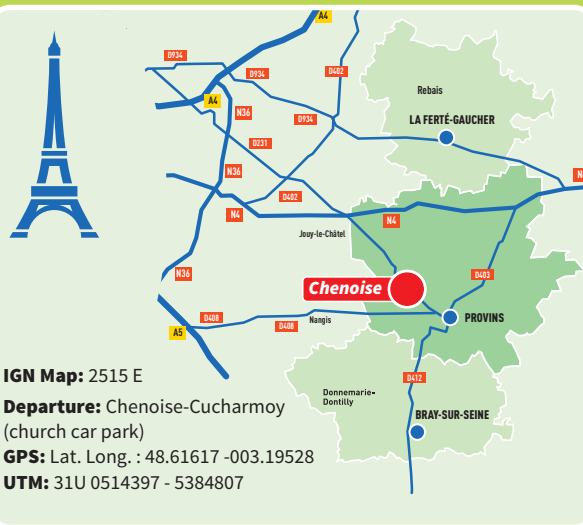 A4
D934
D934
D402
A4
N36
D934
Rebais
LA FERTÉ-GAUCHER
D231
N36
D402
N4
N4
Jouy-le-Châtel
N36
D403
Chenoise
D408
D408
Nangis
PROVINS
A5
D412
Donnemarie-
Dontilly
BRAY-SUR-SEINE
IGN Map: 2515 E
Departure: Chenoise-Cucharmoy
(church car park)
GPS: Lat. Long. : 48.61617 -003.19528
UTM: 31U 0514397 - 5384807